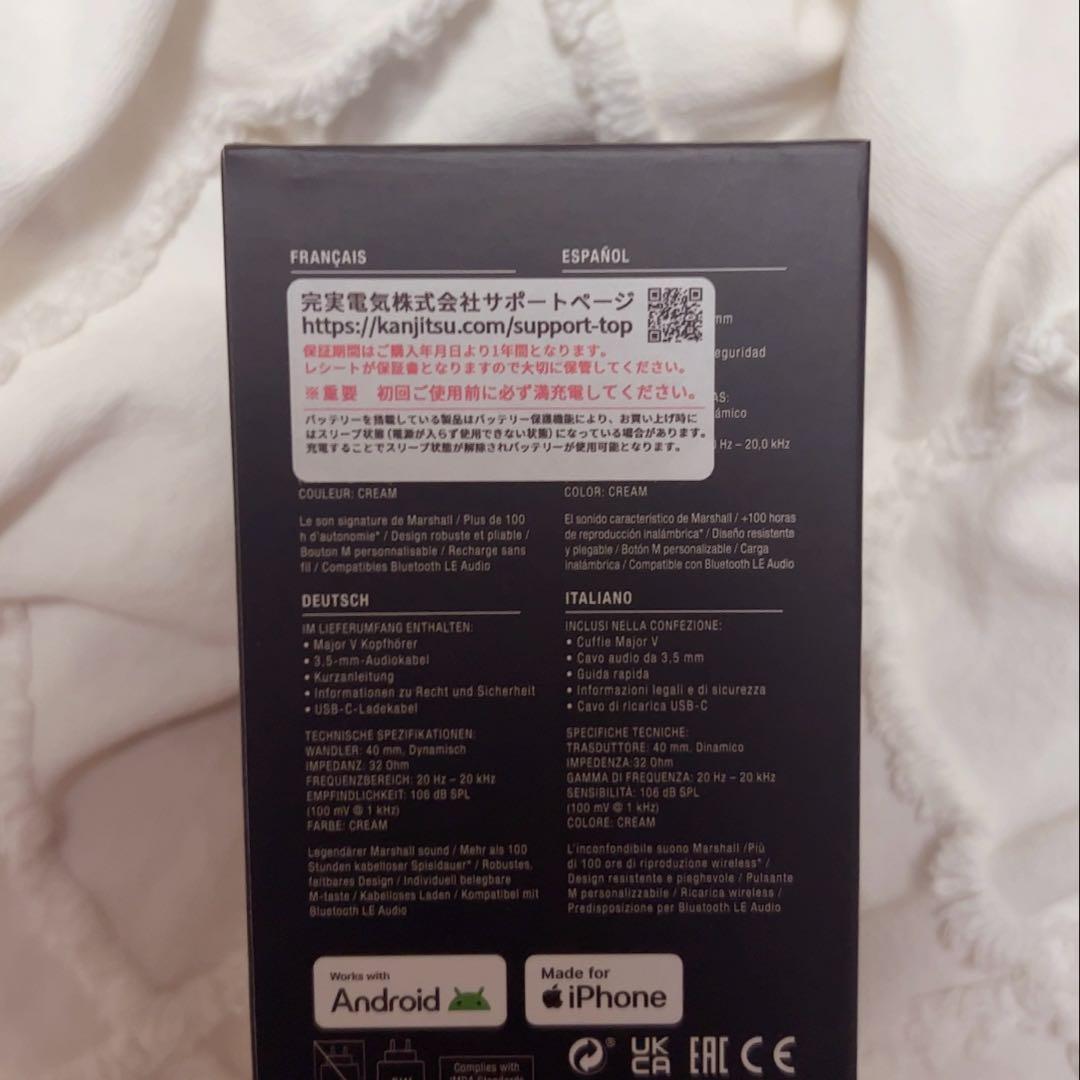 FRANÇAIS
ESPAÑOL
完実電気株式会社サポートページ
https://kanjitsu.com/support-top
保証期間はご購入年月日より1年間となります。
レシートが保証書となりますので大切に保管してください。
※重要 初回ご使用前に必ず満充電してください。
バッテリーを搭載している製品はバッテリー保護機能により、お買い上げ時に
はスリープ状態(電源が入らず使用できない状態)になっている場合があります。
充電することでスリープ状態が解除されバッテリーが使用可能となります。
mm
eguridad
AS:
ámico
Hz – 20,0 kHz
COULEUR: CREAM
Le son signature de Marshall / Plus de 100
h d'autonomie* / Design robuste et pliable /
Bouton M personnalisable / Recharge sans
fil / Compatibles Bluetooth LE Audio
COLOR: CREAM
El sonido característico de Marshall / +100 horas
de reproducción inalámbrica* / Diseño resistente
y plegable / Botón M personalizable / Carga
inalámbrica / Compatible con Bluetooth LE Audio
DEUTSCH
IM LIEFERUMFANG ENTHALTEN:
• Major V Kopfhörer
• 3,5-mm-Audiokabel
• Kurzanleitung
• Informationen zu Recht und Sicherheit
• USB-C-Ladekabel
TECHNISCHE SPEZIFIKATIONEN:
WANDLER: 40 mm, Dynamisch
IMPEDANZ: 32 Ohm
FREQUENZBEREICH: 20 Hz – 20 kHz
EMPFINDLICHKEIT: 106 dB SPL
(100 mV @ 1 kHz)
FARBE: CREAM
Legendärer Marshall sound / Mehr als 100
Stunden kabelloser Spieldauer* / Robustes,
faltbares Design / Individuell belegbare
M-taste / Kabelloses Laden / Kompatibel mit
Bluetooth LE Audio
ITALIANO
INCLUSI NELLA CONFEZIONE:
• Cuffie Major V
• Cavo audio da 3,5 mm
• Guida rapida
• Informazioni legali e di sicurezza
• Cavo di ricarica USB-C
SPECIFICHE TECNICHE:
TRASDUTTORE: 40 mm, Dinamico
IMPEDENZA: 32 Ohm
GAMMA DI FREQUENZA: 20 Hz – 20 kHz
SENSIBILITÀ: 106 dB SPL
(100 mV @ 1 kHz)
COLORE: CREAM
L'inconfondibile suono Marshall / Più
di 100 ore di riproduzione wireless* /
Design resistente e pieghevole / Pulsante
M personalizzabile / Ricarica wireless /
Predisposizione per Bluetooth LE Audio
Works with
Android
Made for
iPhone
UK
CA
EAC CE
Complies with
IMDA Standards